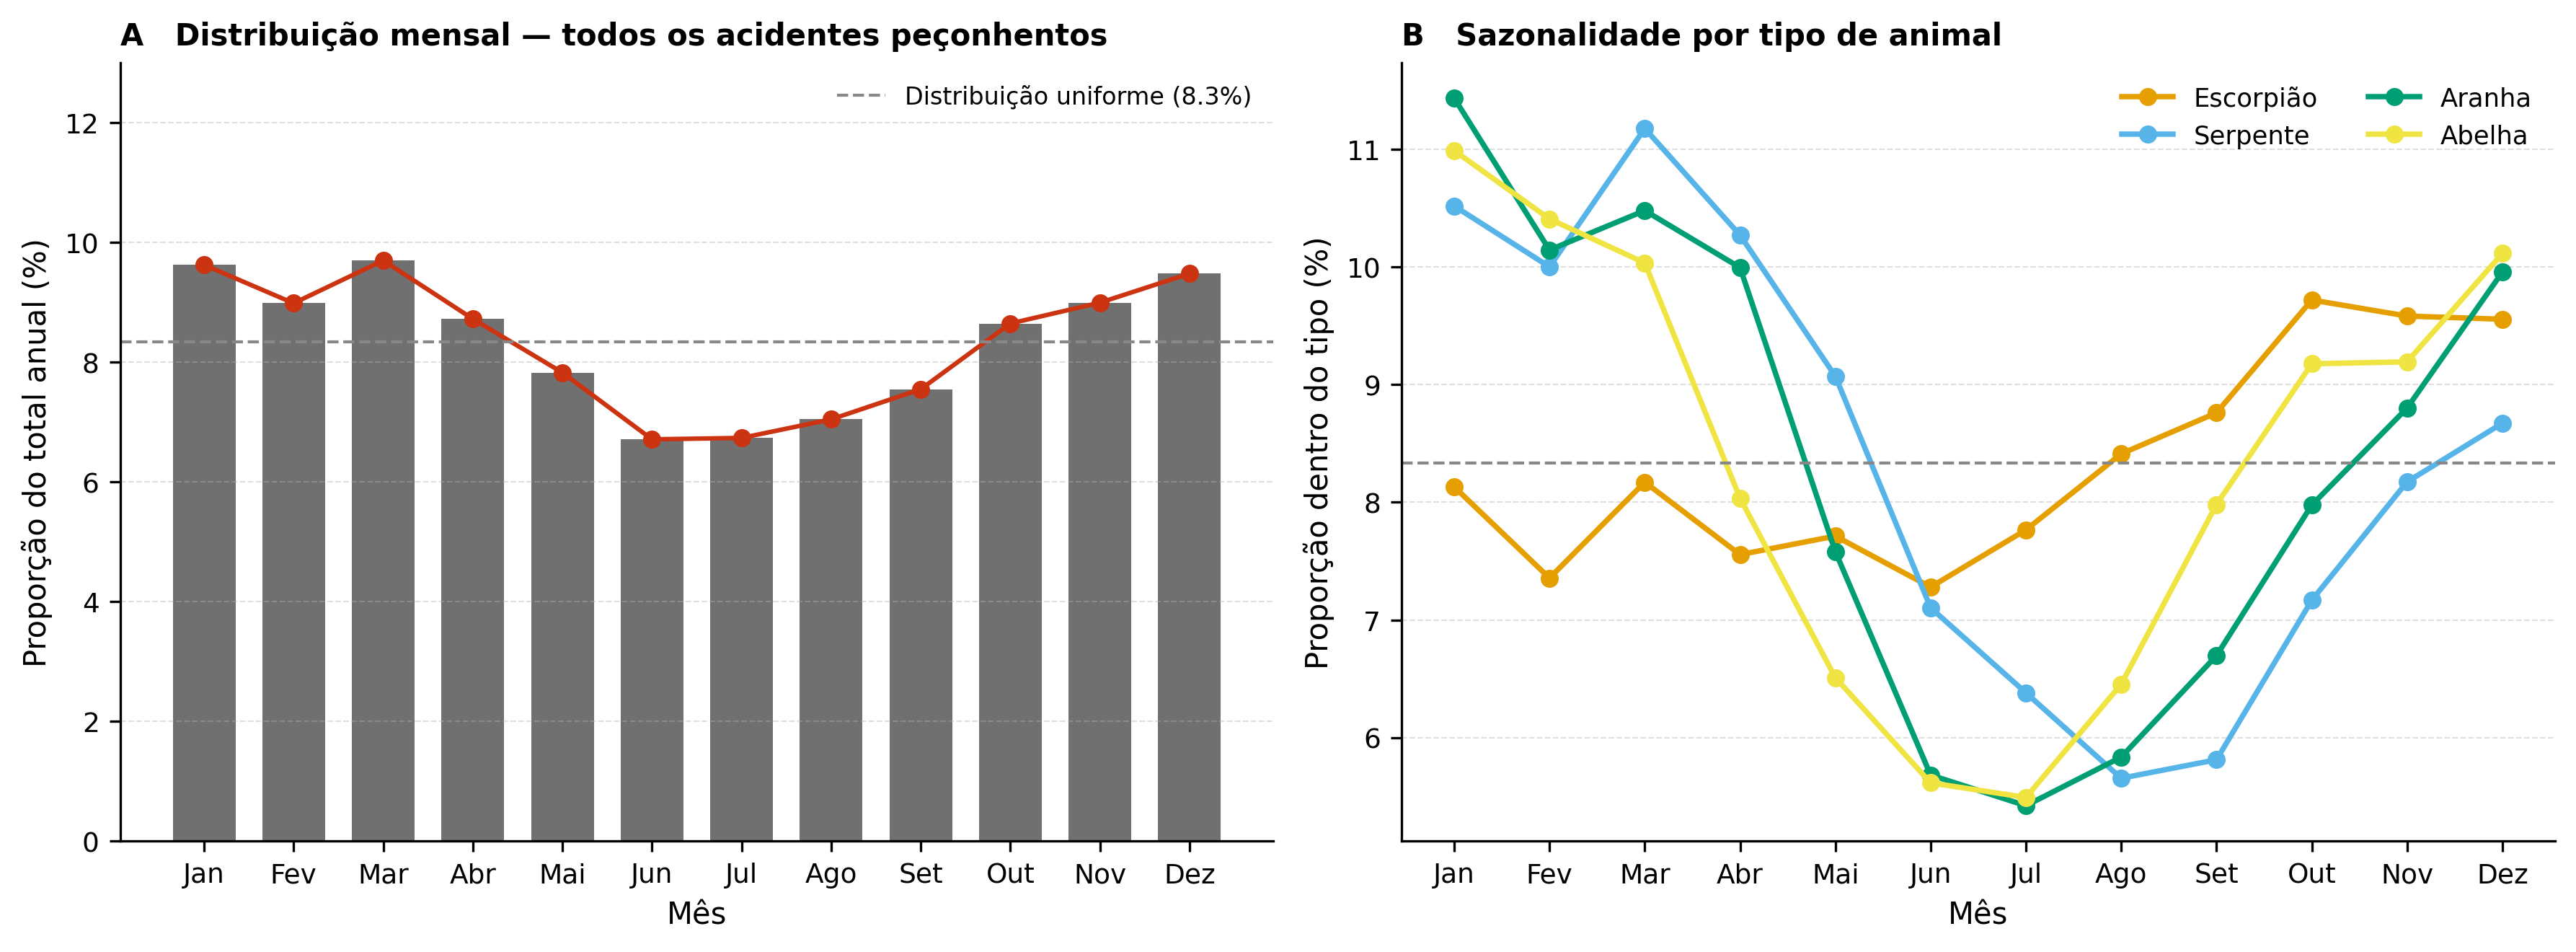 A Distribuição mensal — todos os acidentes peçonhentos
Distribuição uniforme (8.3%)
Proporção do total anual (%)
12
10
8
6
4
2
0
Jan Fev Mar Abr Mai Jun Jul Ago Set Out Nov Dez
Mês
B Sazonalidade por tipo de animal
Escorpião Aranha
Serpente Abelha
Proporção dentro do tipo (%)
11
10
9
8
7
6
Jan Fev Mar Abr Mai Jun Jul Ago Set Out Nov Dez
Mês